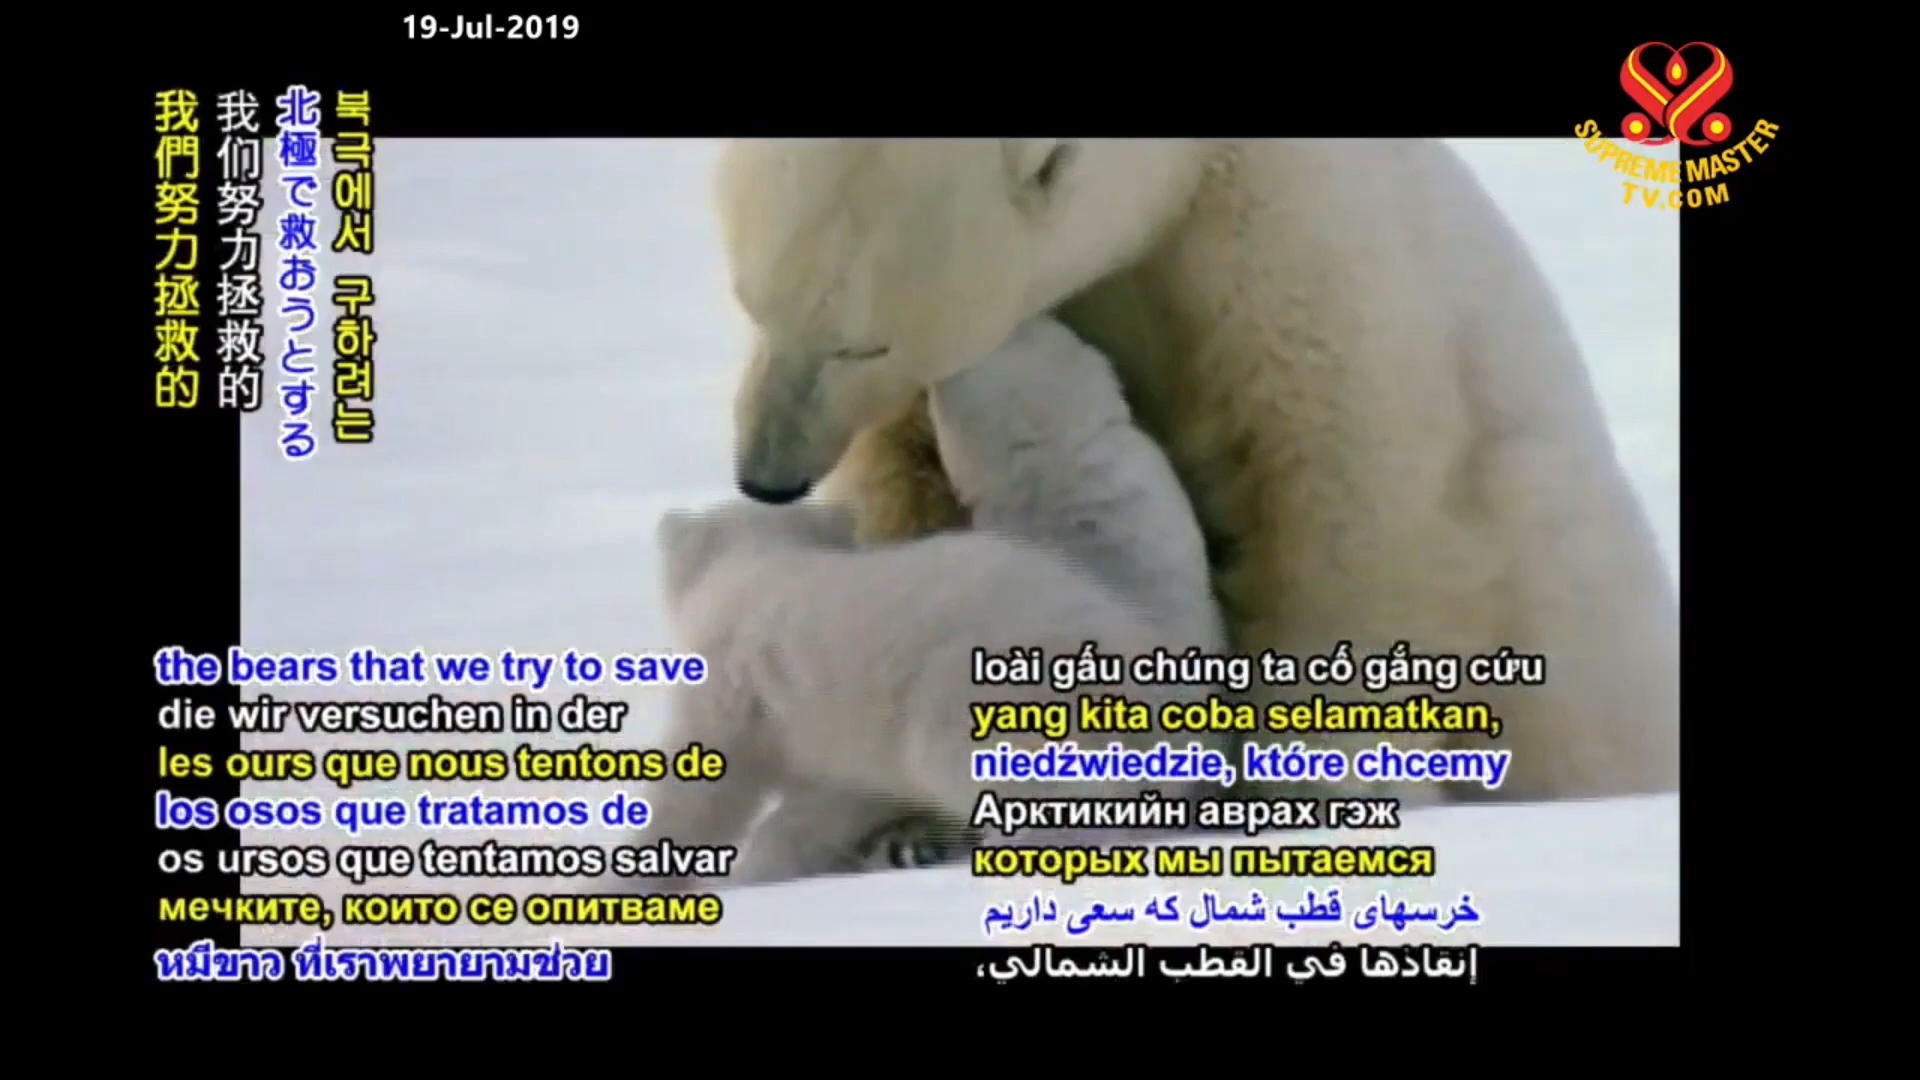 19-Jul-2019
SUPREME MASTER
TV.COM
我們努力拯救的
我们努力拯救的
北極で救おうとする
북극에서 구하려는
the bears that we try to save
die wir versuchen in der
les ours que nous tentons de
los osos que tratamos de
os ursos que tentamos salvar
мечките, които се опитваме
หมีขาว ที่เราพยายามช่วย
loài gấu chúng ta cố gắng cứu
yang kita coba selamatkan,
niedźwiedzie, które chcemy
Арктикийн аврах гэж
которых мы пытаемся
خرسهای قطب شمال که سعی داریم
إنقاذها في القطب الشمالي،